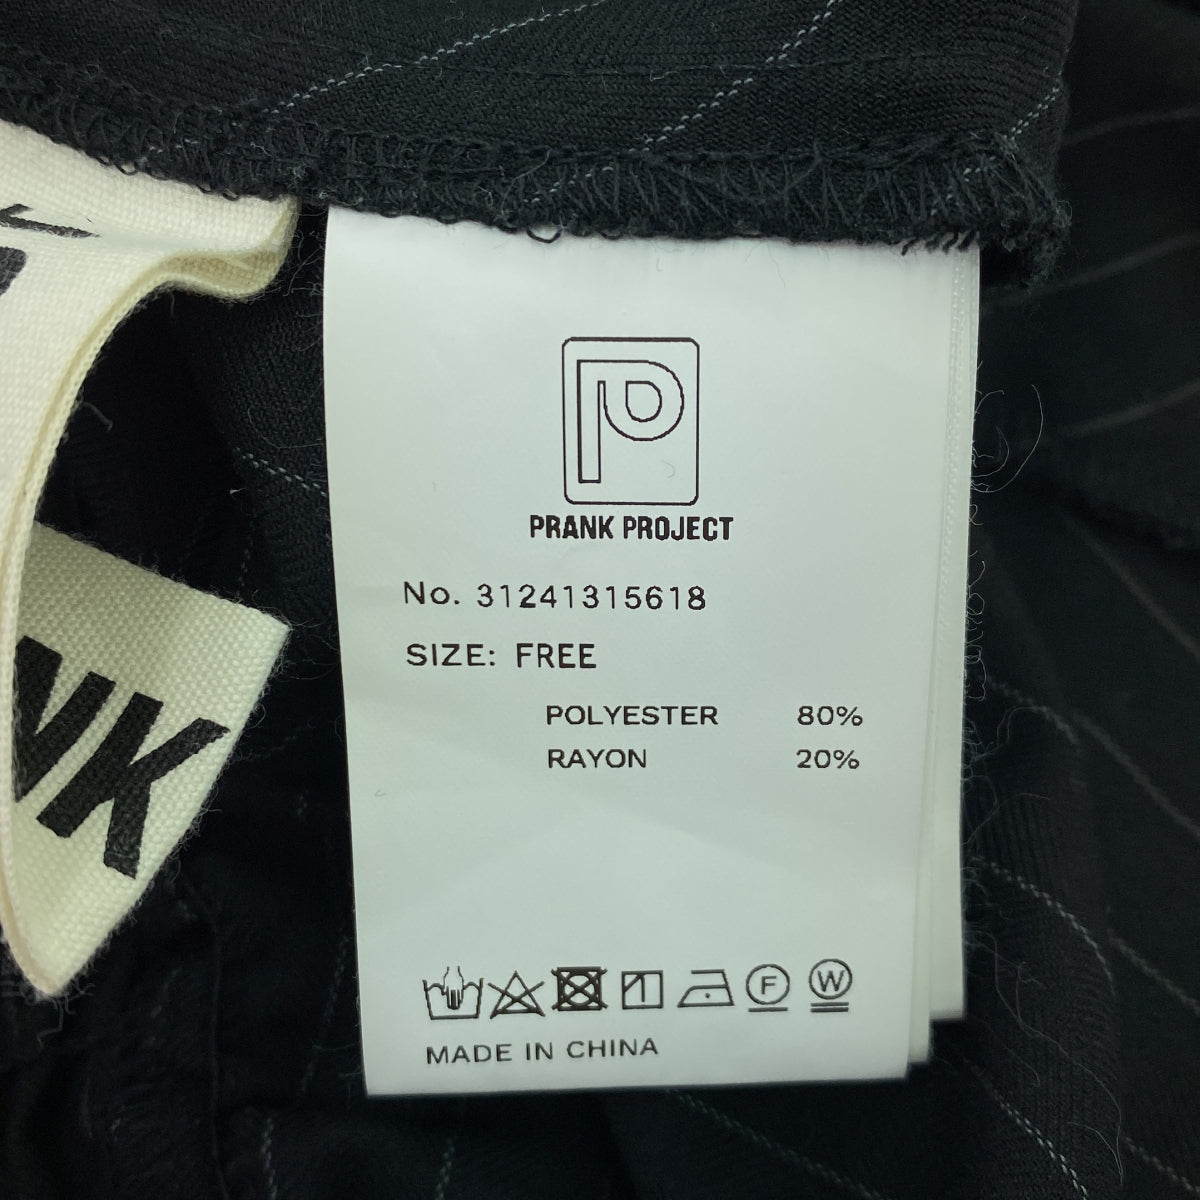 PRANK PROJECT
No. 31241315618
SIZE: FREE
POLYESTER 80%
RAYON 20%
F W
MADE IN CHINA
NK